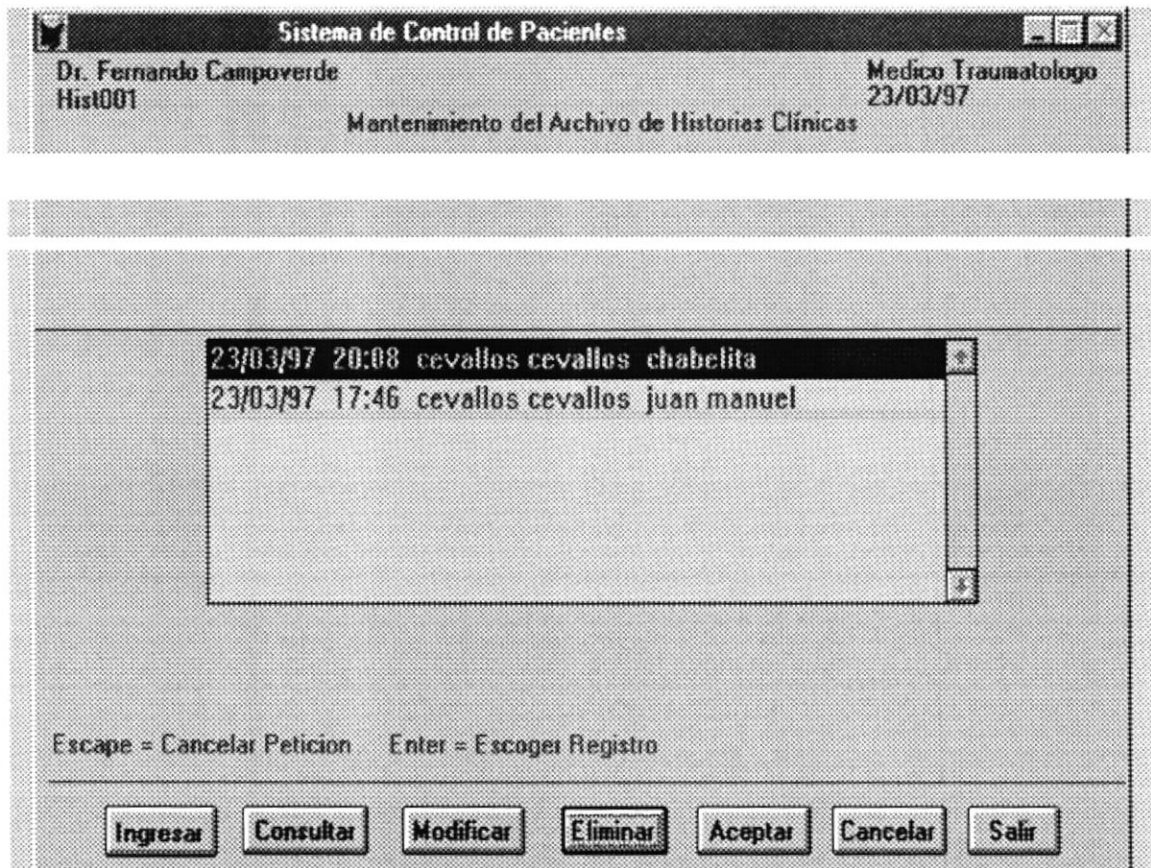 Sistema de Control de Pacientes
Dr. Fernando Campoverde Medico Traumatologo
Hist001 23/03/97
Mantenimiento del Archivo de Historias Clínicas
23/03/97 20:08 cevallos cevallos chabelita
23/03/97 17:46 cevallos cevallos juan manuel
Escape = Cancelar Peticion Enter = Escoger Registro
Ingresar Consultar Modificar Eliminar Aceptar Cancelar Salir